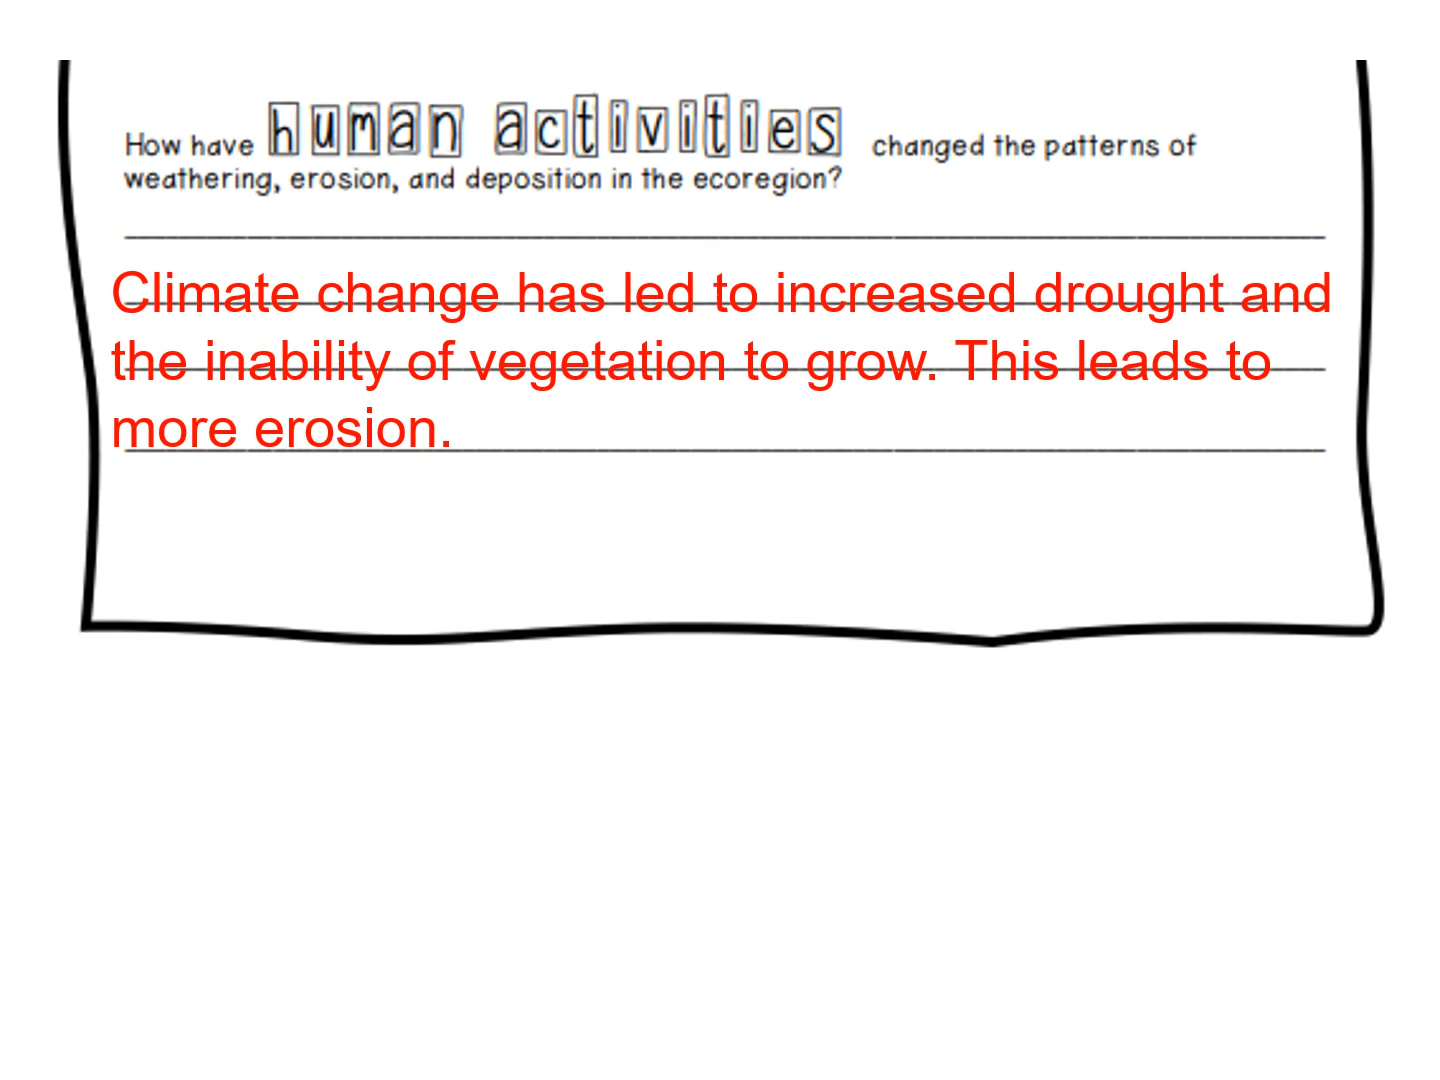 How have human activities changed the patterns of
weathering, erosion, and deposition in the ecoregion?
Climate change has led to increased drought and
the inability of vegetation to grow. This leads to
more erosion.